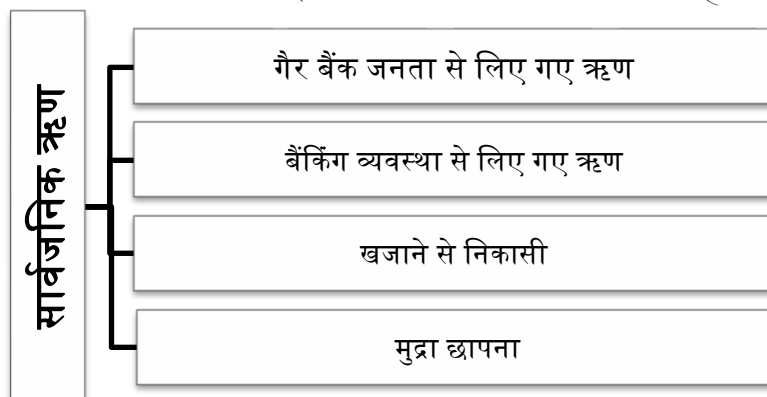 सार्वजनिक ऋण
गैर बैंक जनता से लिए गए ऋण
बैंकिंग व्यवस्था से लिए गए ऋण
खजाने से निकासी
मुद्रा छापना